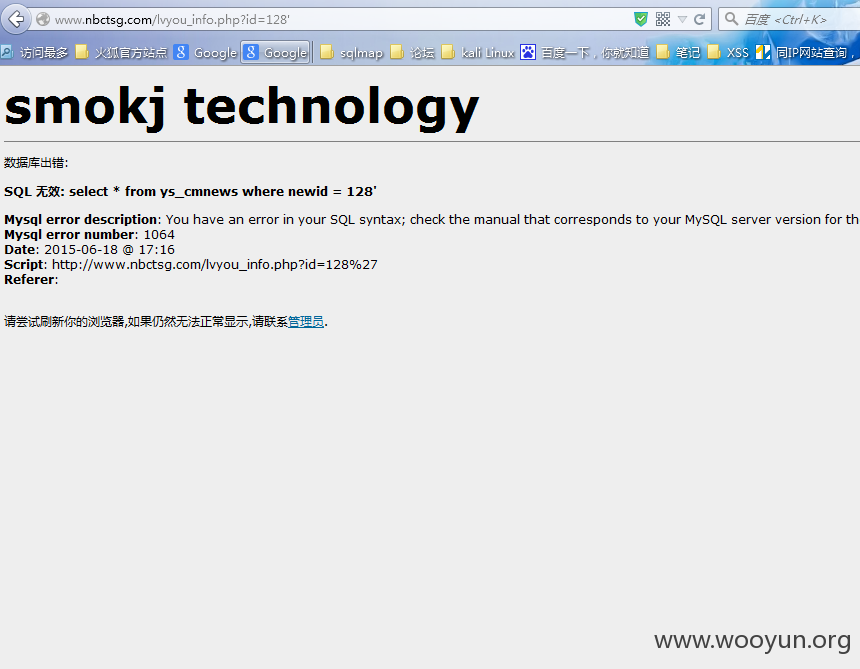 www.nbctsg.com/lvyou_info.php?id=128'
百度 <Ctrl+K>
访问最多 火狐官方站点 Google Google sqlmap 论坛 kali Linux 百度一下，你就知道 笔记 XSS 同IP网站查询，
smokj technology
数据库出错:
SQL 无效: select * from ys_cmnews where newid = 128'
Mysql error description: You have an error in your SQL syntax; check the manual that corresponds to your MySQL server version for th
Mysql error number: 1064
Date: 2015-06-18 @ 17:16
Script: http://www.nbctsg.com/lvyou_info.php?id=128%27
Referer:
请尝试刷新你的浏览器,如果仍然无法正常显示,请联系管理员.
www.wooyun.org